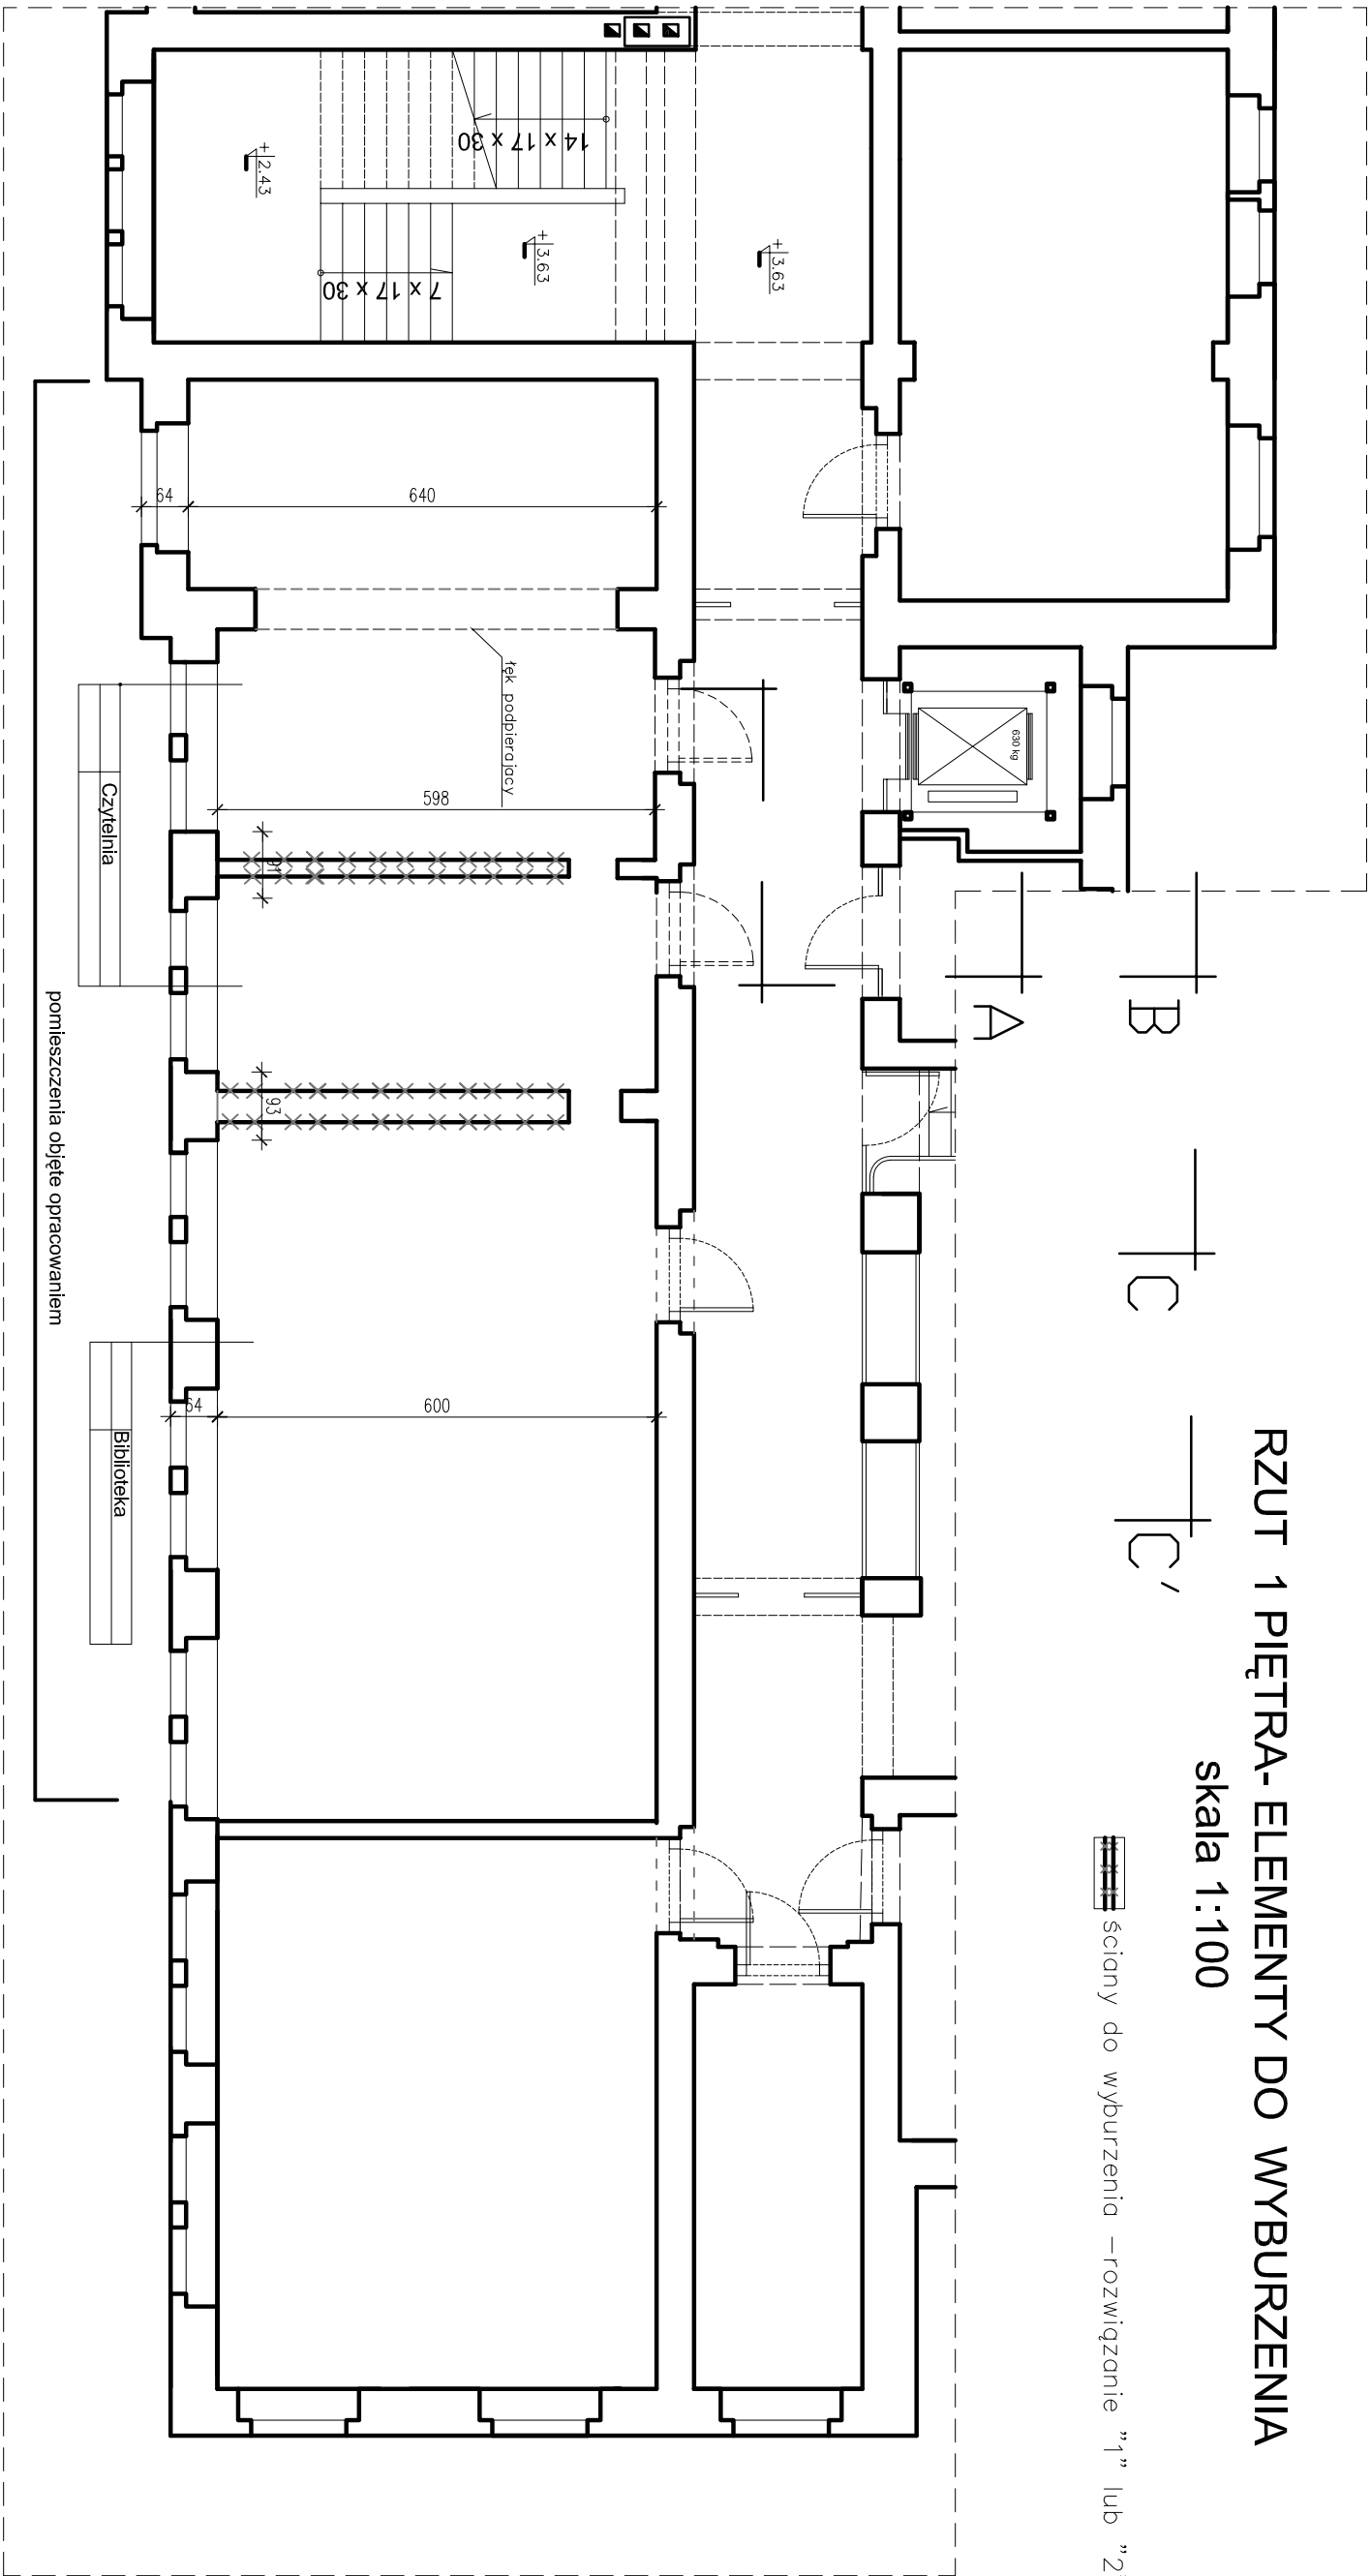 RZUT 1 PIĘTRA- ELEMENTY DO WYBURZENIA
skala 1:100
ściany do wyburzenia -rozwiązanie "1" lub "2
B
C
C'
A
630 kg
+3.63
+3.63
+2.43
14 x 17 x 30
7 x 17 x 30
64
640
łęk podpierajacy
598
91
93
64
600
Czytelnia
Biblioteka
pomieszczenia objęte opracowaniem